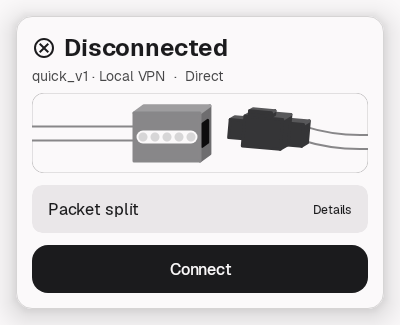 Disconnected
quick_v1 · Local VPN · Direct
Packet split Details
Connect